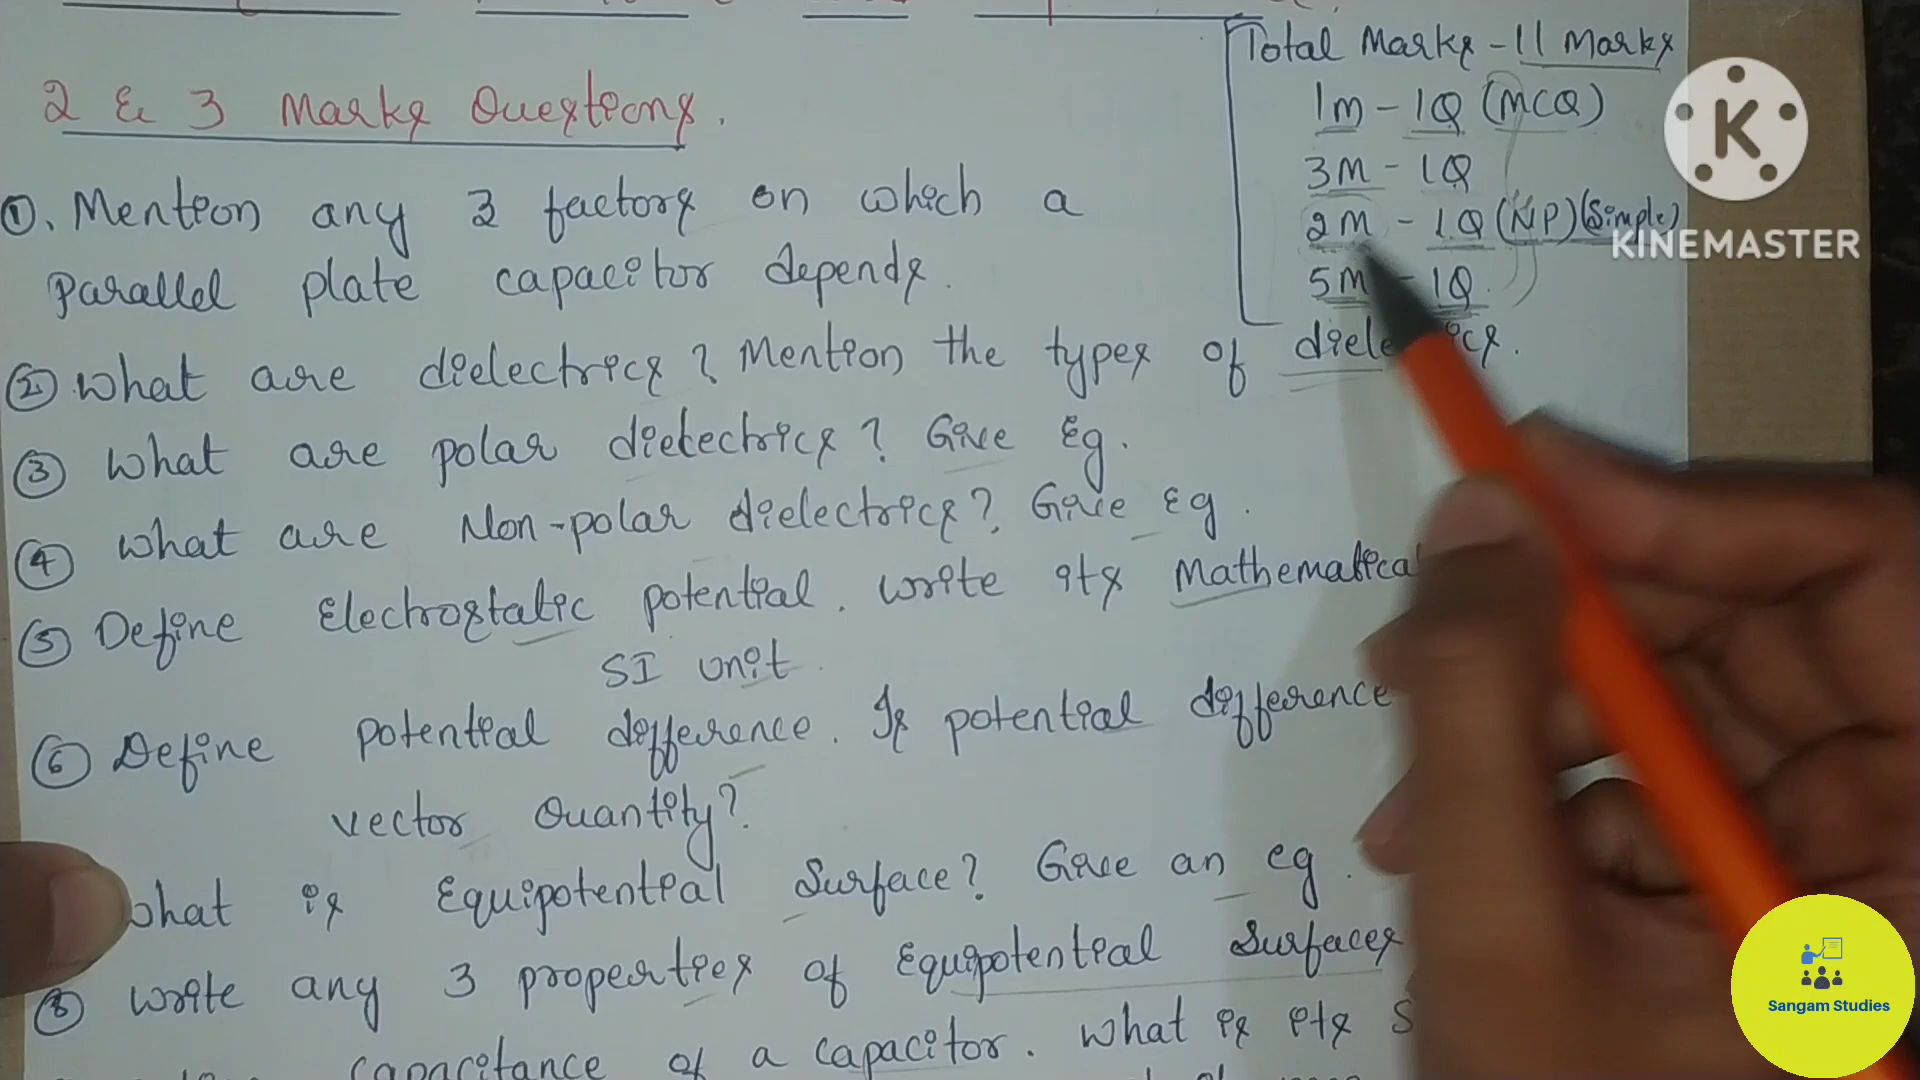 Total Marks - 11 Marks
1M - 1Q (MCQ)
3M - 1Q
2M - 1Q (NP) (Simple)
5M - 1Q
K
KINEMASTER
2 & 3 Marks Questions.
①. Mention any 3 factors on which a
parallel plate capacitor depends.
② What are dielectrics? Mention the types of
③ What are polar dielectrics? Give Eg.
④ What are Non-polar dielectrics? Give Eg.
⑤ Define Electrostatic potential. write its Mathematical
SI unit.
⑥ Define potential difference. Is potential difference
vector Quantity?
What is Equipotential Surface? Give an eg.
⑧ write any 3 properties of Equipotential Surfaces
capacitance of a capacitor. What is its S
Sangam Studies